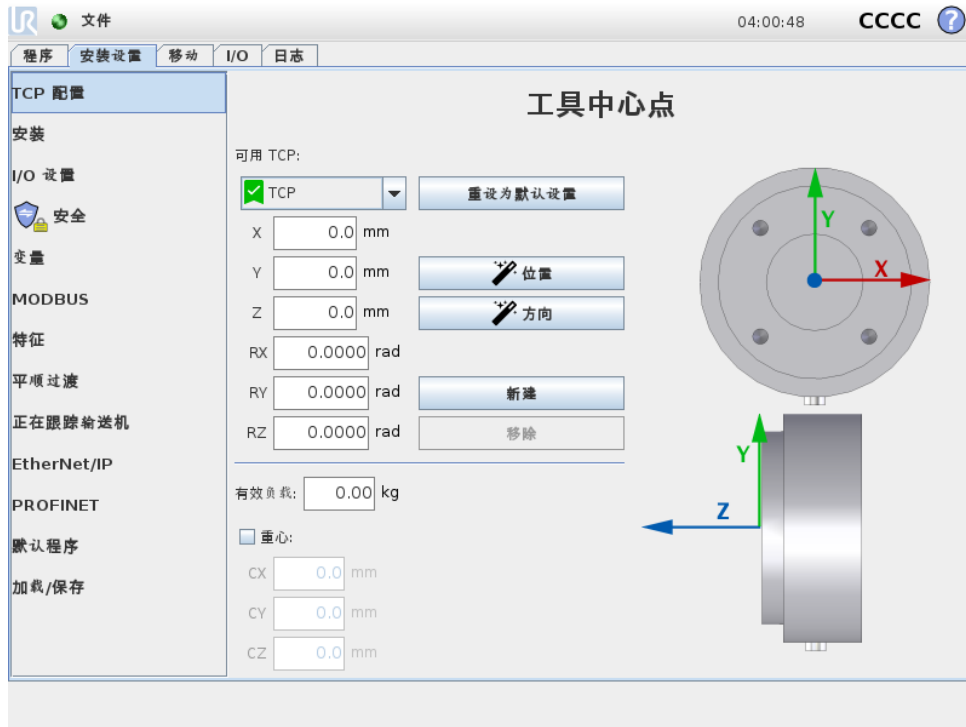 UR 文件 04:00:48 CCCC ?
程序 安装设置 移动 I/O 日志
TCP 配置
安装
I/O 设置
安全
变量
MODBUS
特征
平顺过渡
正在跟踪输送机
EtherNet/IP
PROFINET
默认程序
加载/保存
工具中心点
可用 TCP:
TCP 重设为默认设置
X 0.0 mm
Y 0.0 mm 位置
Z 0.0 mm 方向
RX 0.0000 rad
RY 0.0000 rad 新建
RZ 0.0000 rad 移除
有效负载: 0.00 kg
重心:
CX 0.0 mm
CY 0.0 mm
CZ 0.0 mm
Y
X
Y
Z